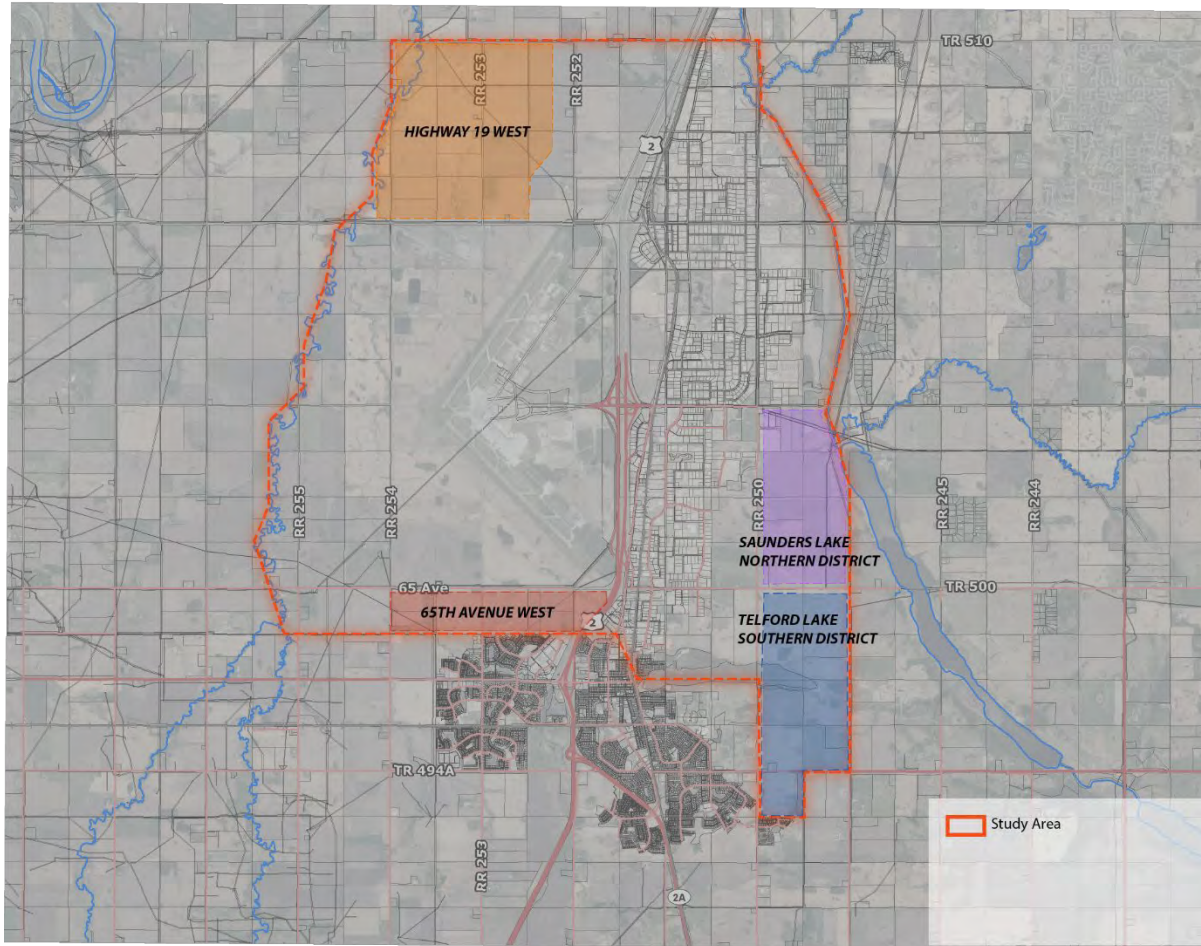 TR 510
RR 253
RR 252
HIGHWAY 19 WEST
2
RR 255
RR 254
RR 250
RR 245
RR 244
SAUNDERS LAKE
NORTHERN DISTRICT
65 Ave
TR 500
65TH AVENUE WEST
2
TELFORD LAKE
SOUTHERN DISTRICT
TR 494A
Study Area
RR 253
2A